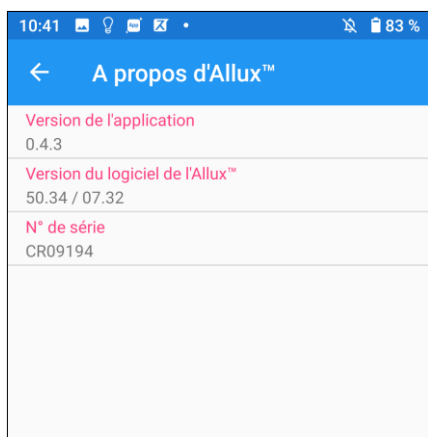 10:41 83 %
A propos d'Allux™
Version de l'application
0.4.3
Version du logiciel de l'Allux™
50.34 / 07.32
N° de série
CR09194